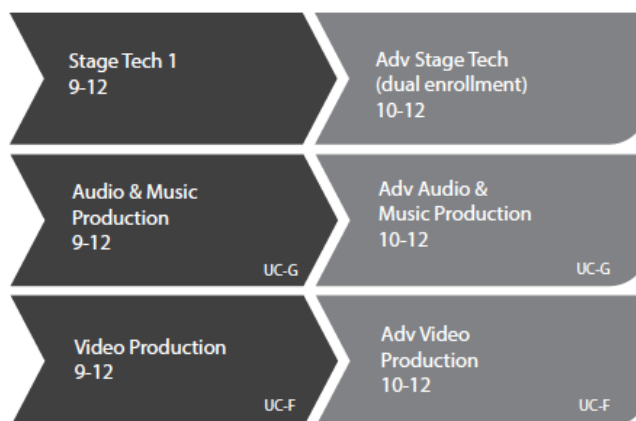 Stage Tech 1
9-12
Adv Stage Tech
(dual enrollment)
10-12
Audio & Music
Production
9-12
UC-G
Adv Audio &
Music Production
10-12
UC-G
Video Production
9-12
UC-F
Adv Video
Production
10-12
UC-F